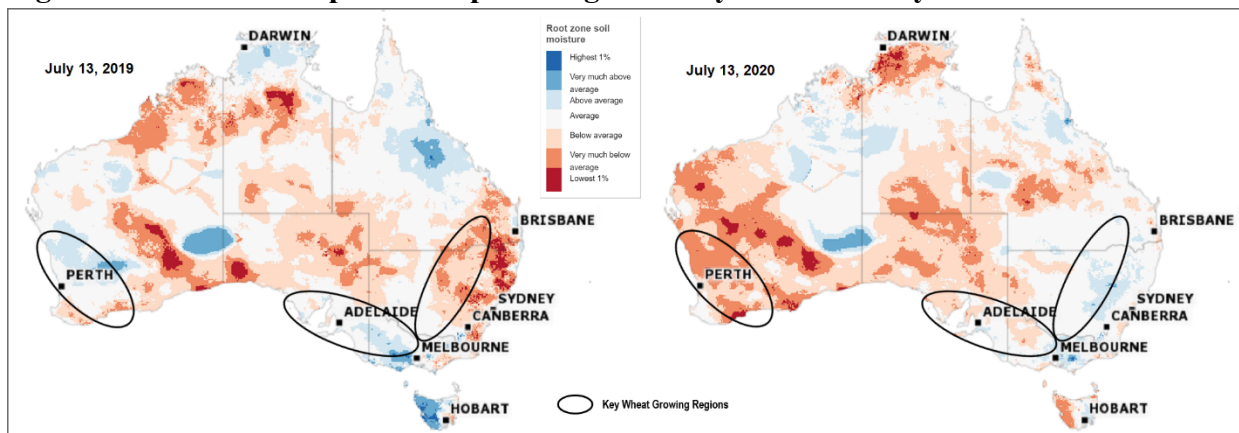 July 13, 2019
DARWIN
BRISBANE
PERTH
ADELAIDE
SYDNEY
CANBERRA
MELBOURNE
HOBART
Root zone soil
moisture
Highest 1%
Very much above
average
Above average
Average
Below average
Very much below
average
Lowest 1%
July 13, 2020
DARWIN
BRISBANE
PERTH
ADELAIDE
SYDNEY
CANBERRA
MELBOURNE
HOBART
Key Wheat Growing Regions